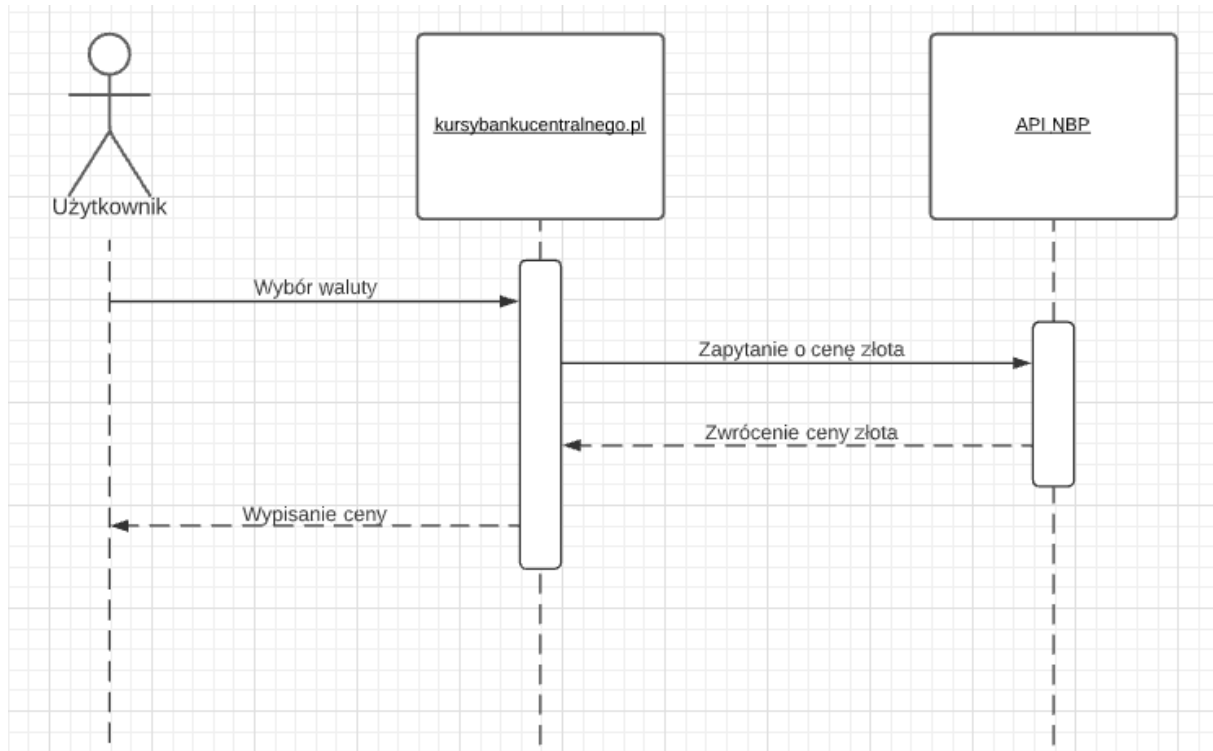 kursybankucentralnego.pl
API NBP
Użytkownik
Wybór waluty
Zapytanie o cenę złota
Zwrócenie ceny złota
Wypisanie ceny